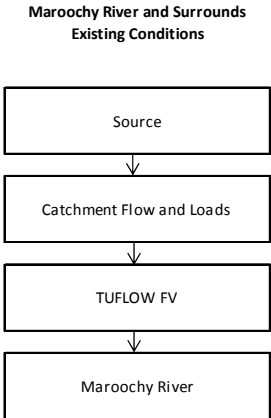 Maroochy River and Surrounds
Existing Conditions
Source
Catchment Flow and Loads
TUFLOW FV
Maroochy River